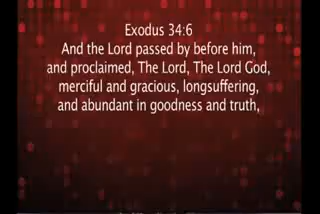 Exodus 34:6
And the Lord passed by before him,
and proclaimed, The Lord, The Lord God,
merciful and gracious, longsuffering,
and abundant in goodness and truth,